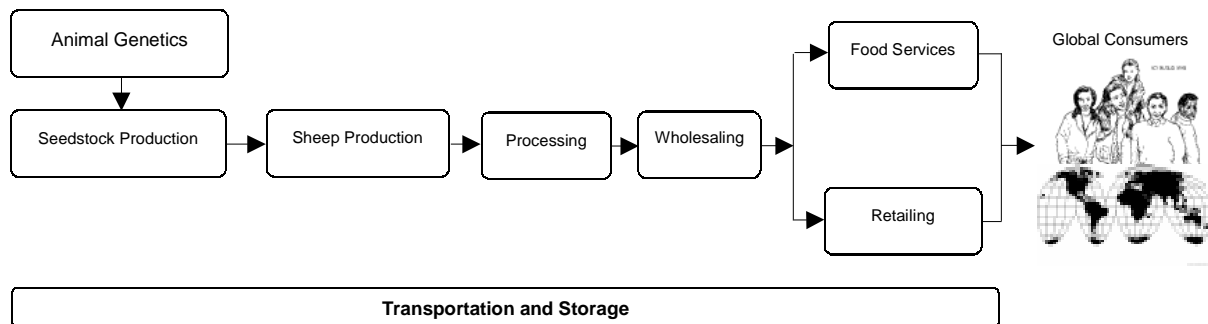 Animal Genetics
Seedstock Production
Sheep Production
Processing
Wholesaling
Food Services
Retailing
Global Consumers
Transportation and Storage